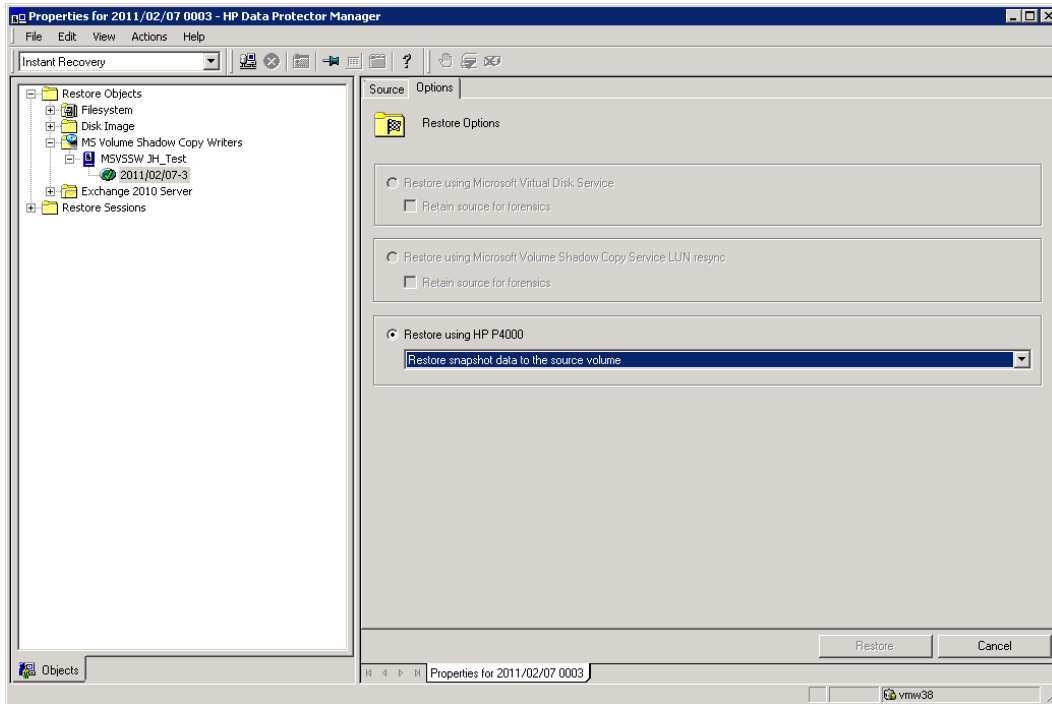 Properties for 2011/02/07 0003 - HP Data Protector Manager
File Edit View Actions Help
Instant Recovery
Restore Objects
Filesystem
Disk Image
MS Volume Shadow Copy Writers
MSVSSW JH_Test
2011/02/07-3
Exchange 2010 Server
Restore Sessions
Objects
Source Options
Restore Options
Restore using Microsoft Virtual Disk Service
Retain source for forensics
Restore using Microsoft Volume Shadow Copy Service LUN resync
Retain source for forensics
Restore using HP P4000
Restore snapshot data to the source volume
Restore Cancel
Properties for 2011/02/07 0003
vmw38